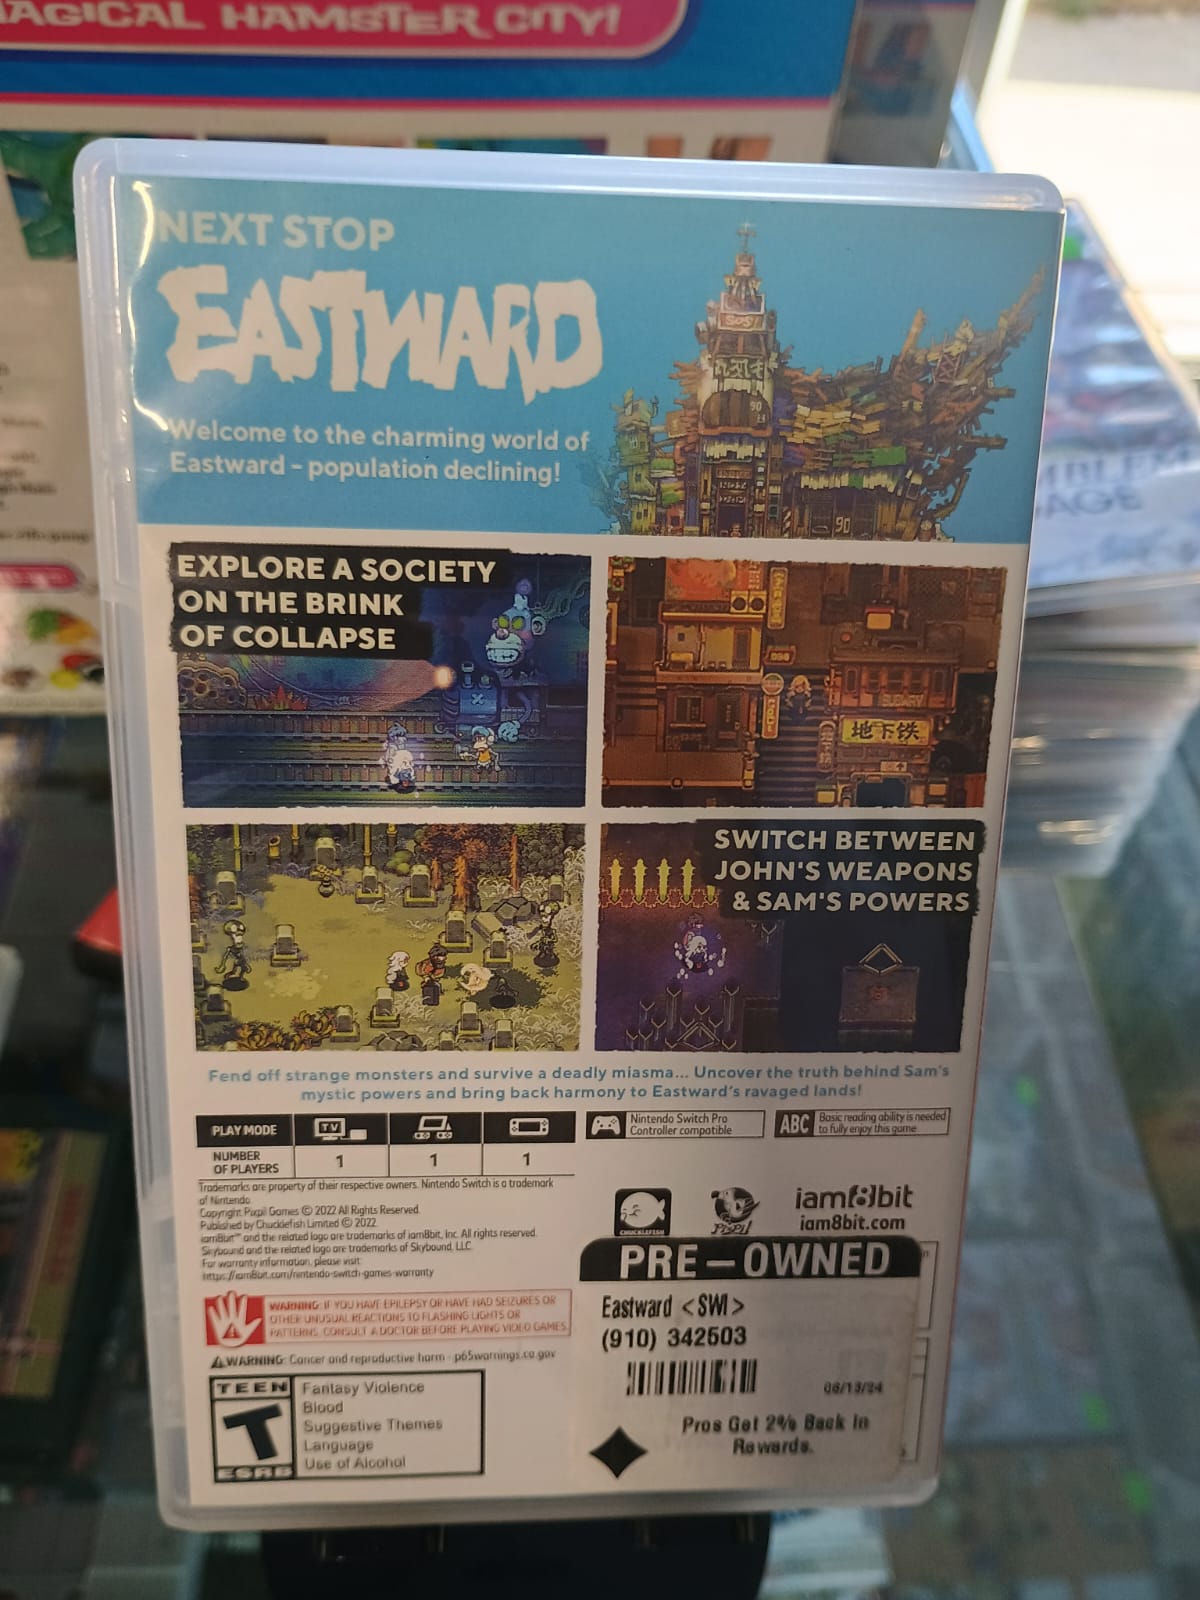 MAGICAL HAMSTER CITY!
NEXT STOP
EASTWARD
Welcome to the charming world of
Eastward – population declining!
SOS!
90
90
EXPLORE A SOCIETY
ON THE BRINK
OF COLLAPSE
地下铁
SWITCH BETWEEN
JOHN'S WEAPONS
& SAM'S POWERS
Fend off strange monsters and survive a deadly miasma... Uncover the truth behind Sam's
mystic powers and bring back harmony to Eastward's ravaged lands!
PLAY MODE
TV
NUMBER
OF PLAYERS
1
1
1
Nintendo Switch Pro
Controller compatible
ABC
Basic reading ability is needed
to fully enjoy this game
Trademarks are property of their respective owners. Nintendo Switch is a trademark
of Nintendo
Copyright Pixpil Games © 2022 All Rights Reserved.
Published by Chucklefish Limited © 2022.
iam8bit™ and the related logo are trademarks of iam8bit, Inc. All rights reserved.
Skybound and the related logo are trademarks of Skybound, LLC.
For warranty information, please visit
https://iam8bit.com/nintendo-switch-games-warranty
CHUCKLEFISH
Pixpil
iam8bit
iam8bit.com
WARNING: IF YOU HAVE EPILEPSY OR HAVE HAD SEIZURES OR
OTHER UNUSUAL REACTIONS TO FLASHING LIGHTS OR
PATTERNS, CONSULT A DOCTOR BEFORE PLAYING VIDEO GAMES.
WARNING: Cancer and reproductive harm - p65warnings.ca.gov
TEEN
T
ESRB
Fantasy Violence
Blood
Suggestive Themes
Language
Use of Alcohol
PRE-OWNED
Eastward <SWI>
(910) 342503
08/13/24
Pros Get 2% Back In
Rewards.